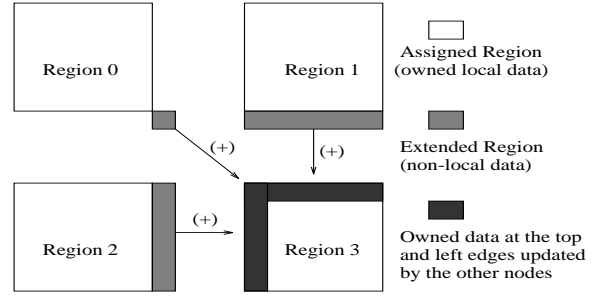 Region 0
Region 1
Assigned Region
(owned local data)
(+)
(+)
Extended Region
(non-local data)
Region 2
(+)
Region 3
Owned data at the top
and left edges updated
by the other nodes